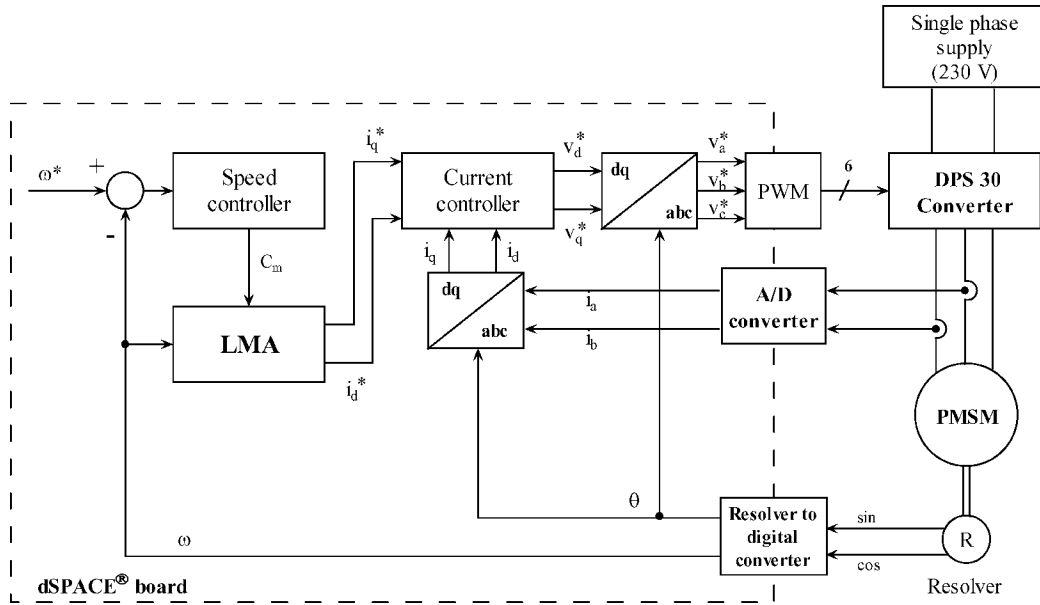 Single phase
supply
(230 V)
ω*
+
-
Speed
controller
C_m
LMA
i_q*
i_d*
Current
controller
v_d*
v_q*
i_q
i_d
dq
abc
v_a*
v_b*
v_c*
PWM
6
DPS 30
Converter
dq
abc
i_a
i_b
A/D
converter
PMSM
θ
ω
Resolver to
digital
converter
sin
cos
R
Resolver
dSPACE® board